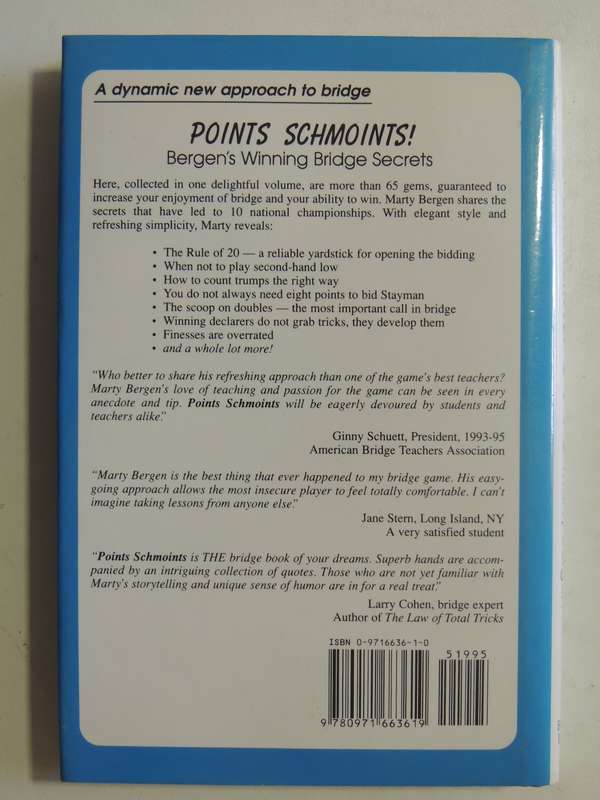 A dynamic new approach to bridge
POINTS SCHMOINTS!
Bergen's Winning Bridge Secrets
Here, collected in one delightful volume, are more than 65 gems, guaranteed to
increase your enjoyment of bridge and your ability to win. Marty Bergen shares the
secrets that have led to 10 national championships. With elegant style and
refreshing simplicity, Marty reveals:
• The Rule of 20 — a reliable yardstick for opening the bidding
• When not to play second-hand low
• How to count trumps the right way
• You do not always need eight points to bid Stayman
• The scoop on doubles — the most important call in bridge
• Winning declarers do not grab tricks, they develop them
• Finesses are overrated
• and a whole lot more!
"Who better to share his refreshing approach than one of the game's best teachers?
Marty Bergen's love of teaching and passion for the game can be seen in every
anecdote and tip. Points Schmoints will be eagerly devoured by students and
teachers alike."
Ginny Schuett, President, 1993-95
American Bridge Teachers Association
"Marty Bergen is the best thing that ever happened to my bridge game. His easy-
going approach allows the most insecure player to feel totally comfortable. I can't
imagine taking lessons from anyone else."
Jane Stern, Long Island, NY
A very satisfied student
"Points Schmoints is THE bridge book of your dreams. Superb hands are accom-
panied by an intriguing collection of quotes. Those who are not yet familiar with
Marty's storytelling and unique sense of humor are in for a real treat."
Larry Cohen, bridge expert
Author of The Law of Total Tricks
ISBN 0-9716636-1-0
51995
9 780971 663619